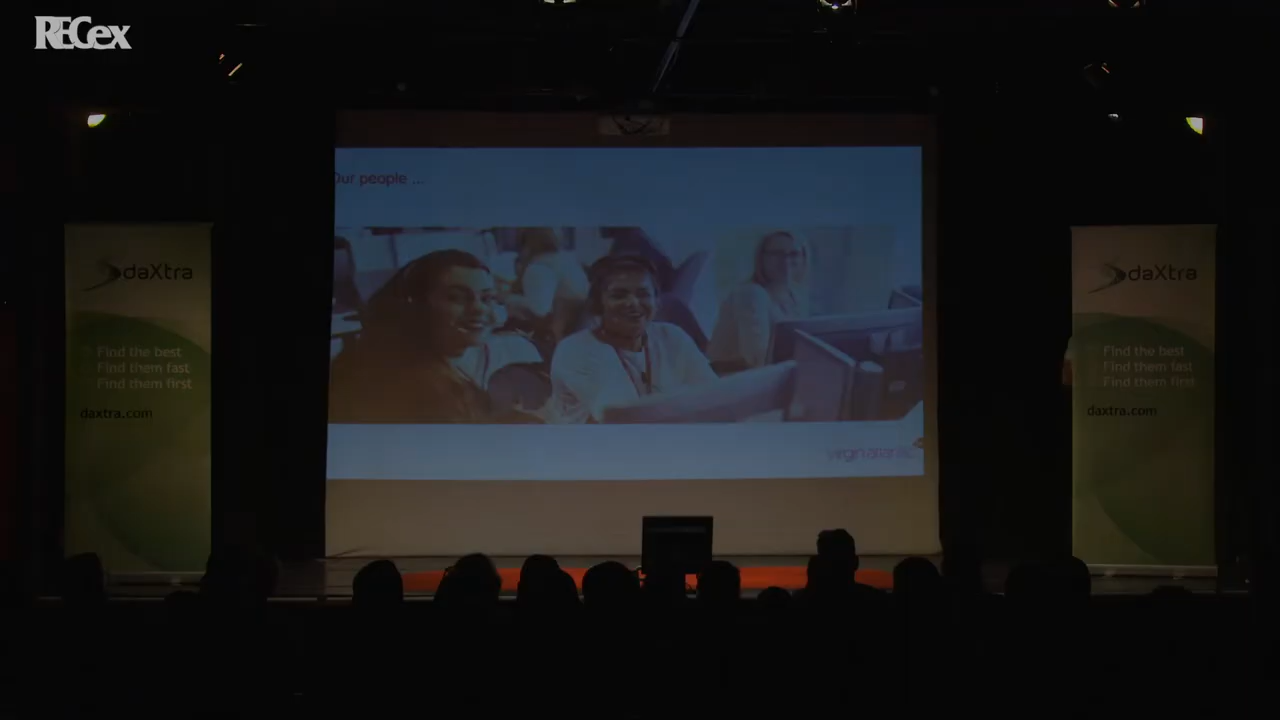 RECex
Our people ...
daXtra
Find the best
Find them fast
Find them first
daxtra.com
virgin atlantic
daXtra
Find the best
Find them fast
Find them first
daxtra.com